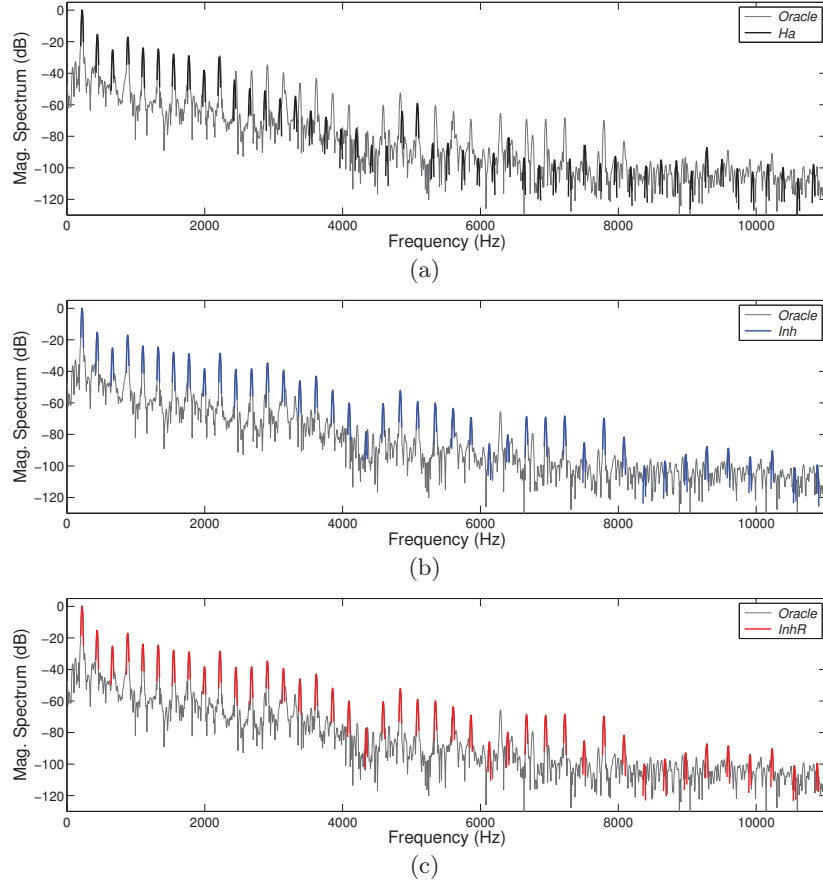 0
−20
−40
−60
−80
−100
−120
Mag. Spectrum (dB)
Oracle
Ha
0 2000 4000 6000 8000 10000
Frequency (Hz)
(a)
0
−20
−40
−60
−80
−100
−120
Mag. Spectrum (dB)
Oracle
Inh
0 2000 4000 6000 8000 10000
Frequency (Hz)
(b)
0
−20
−40
−60
−80
−100
−120
Mag. Spectrum (dB)
Oracle
InhR
0 2000 4000 6000 8000 10000
Frequency (Hz)
(c)